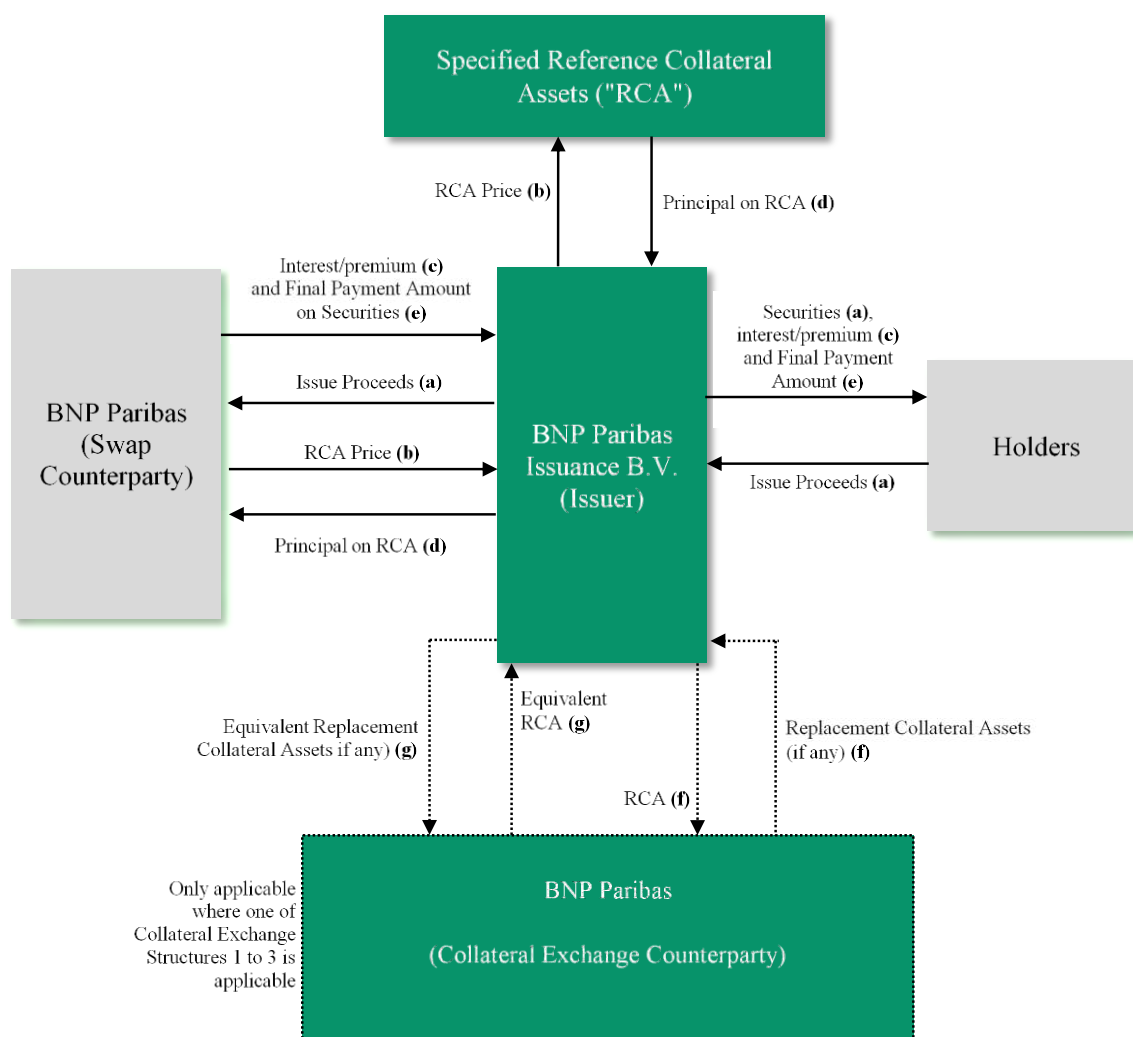 Specified Reference Collateral
Assets ("RCA")
RCA Price (b)
Principal on RCA (d)
Interest/premium (c)
and Final Payment Amount
on Securities (e)
Securities (a),
interest/premium (c)
and Final Payment
Amount (e)
Issue Proceeds (a)
BNP Paribas
(Swap
Counterparty)
RCA Price (b)
BNP Paribas
Issuance B.V.
(Issuer)
Holders
Issue Proceeds (a)
Principal on RCA (d)
Equivalent Replacement
Collateral Assets if any) (g)
Equivalent
RCA (g)
Replacement Collateral Assets
(if any) (f)
RCA (f)
Only applicable
where one of
Collateral Exchange
Structures 1 to 3 is
applicable
BNP Paribas
(Collateral Exchange Counterparty)